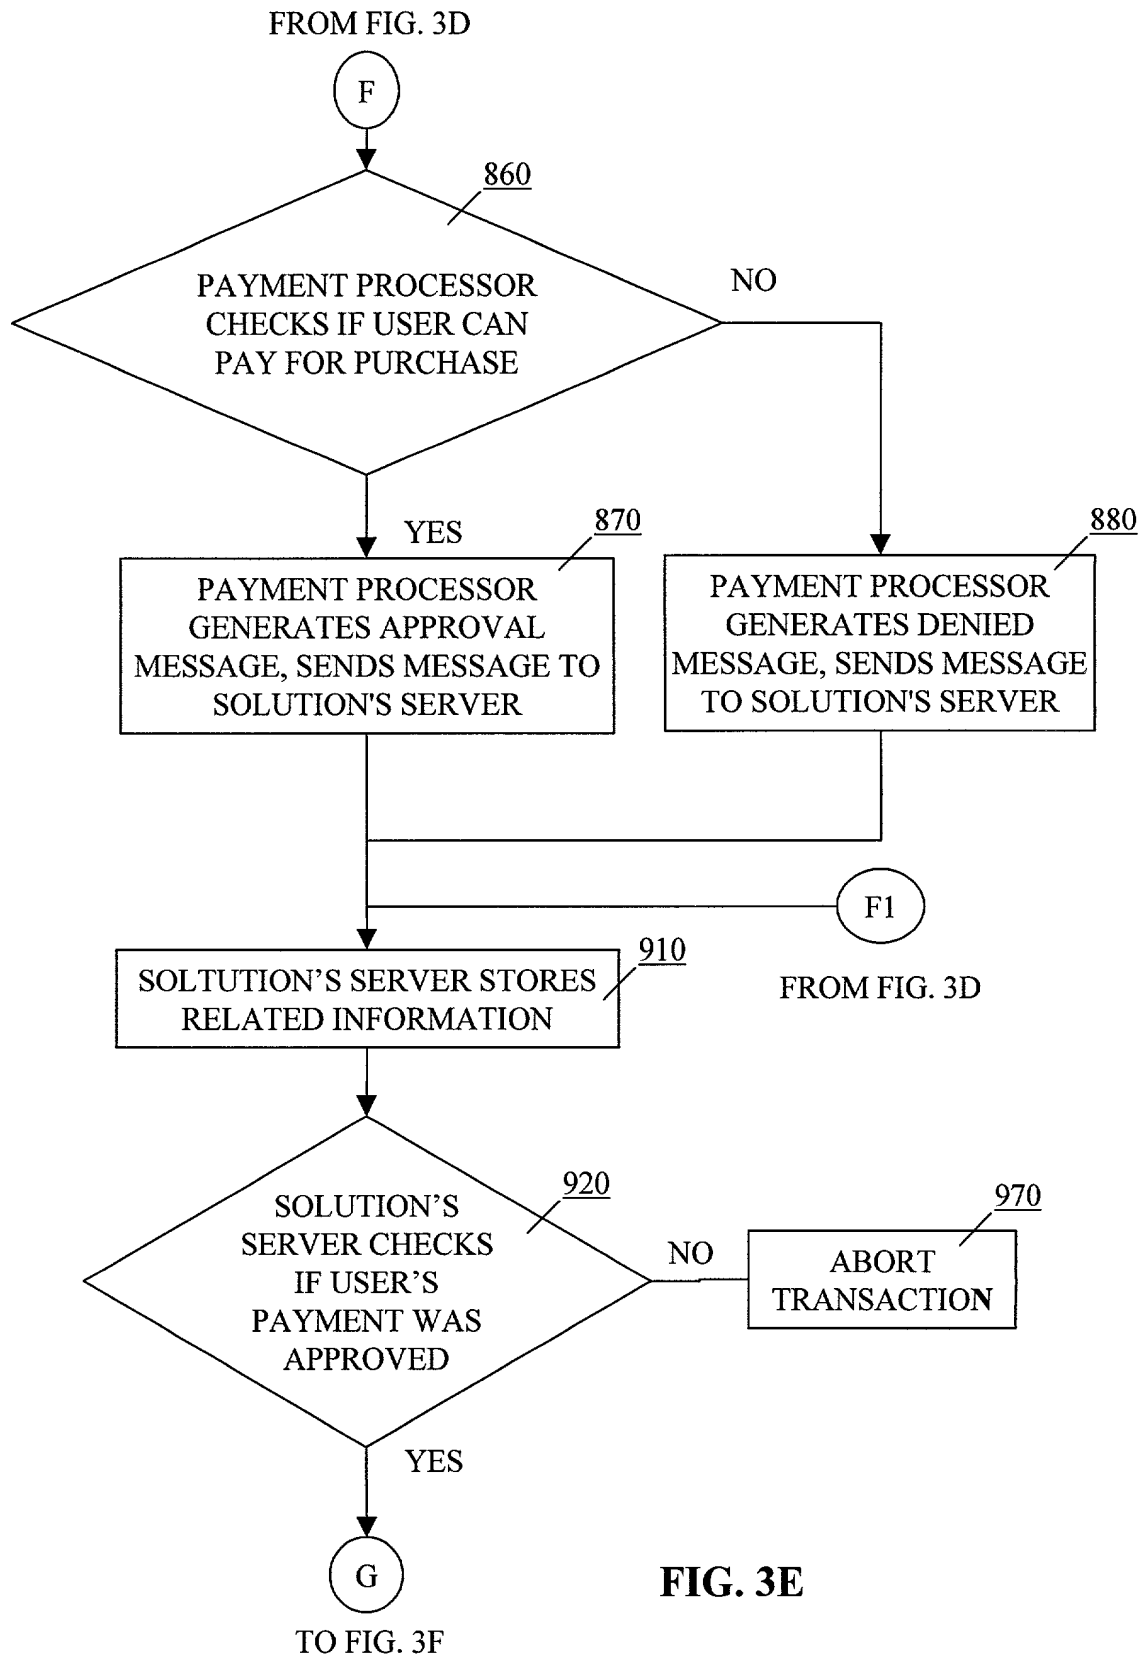 FROM FIG. 3D
F
860
PAYMENT PROCESSOR
CHECKS IF USER CAN
PAY FOR PURCHASE
NO
YES
870
PAYMENT PROCESSOR
GENERATES APPROVAL
MESSAGE, SENDS MESSAGE TO
SOLUTION'S SERVER
880
PAYMENT PROCESSOR
GENERATES DENIED
MESSAGE, SENDS MESSAGE
TO SOLUTION'S SERVER
F1
FROM FIG. 3D
910
SOLTUTION’S SERVER STORES
RELATED INFORMATION
920
SOLUTION’S
SERVER CHECKS
IF USER’S
PAYMENT WAS
APPROVED
NO
970
ABORT
TRANSACTION
YES
G
TO FIG. 3F
FIG. 3E